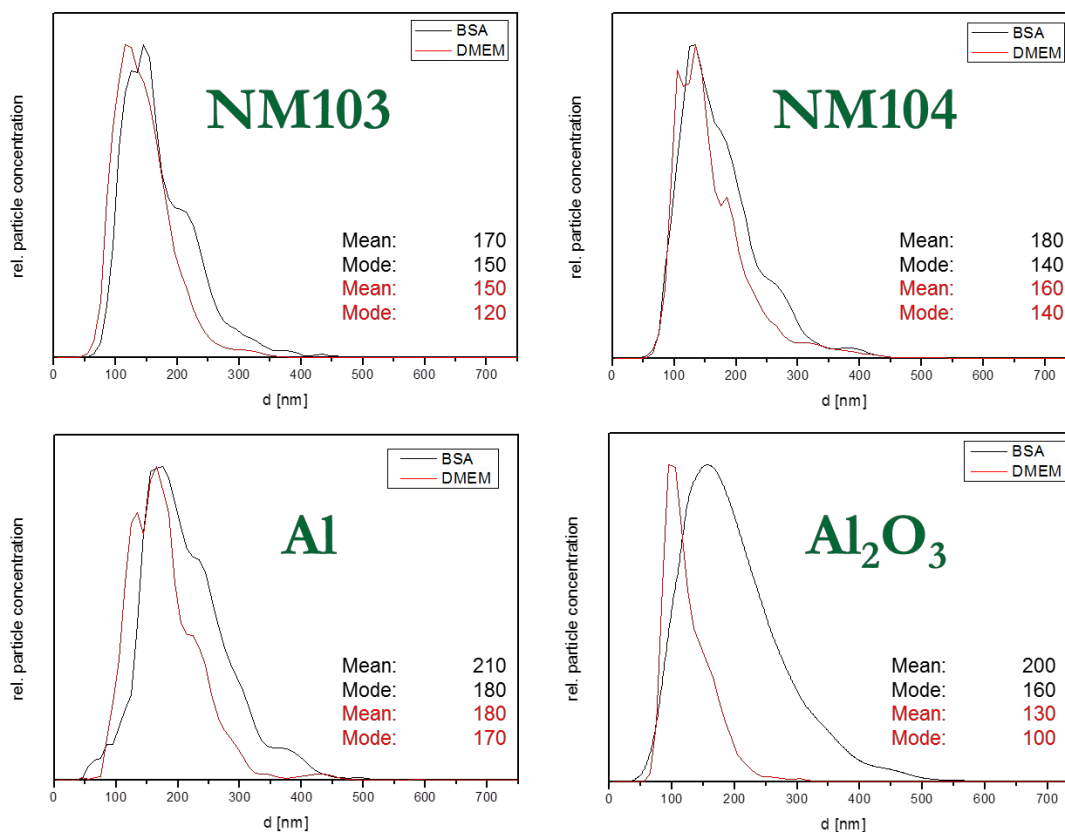 BSA
DMEM
NM103
rel. particle concentration
Mean: 170
Mode: 150
Mean: 150
Mode: 120
0 100 200 300 400 500 600 700
d [nm]
BSA
DMEM
NM104
rel. particle concentration
Mean: 180
Mode: 140
Mean: 160
Mode: 140
0 100 200 300 400 500 600 700
d [nm]
BSA
DMEM
Al
rel. particle concentration
Mean: 210
Mode: 180
Mean: 180
Mode: 170
0 100 200 300 400 500 600 700
d [nm]
BSA
DMEM
Al₂O₃
rel. particle concentration
Mean: 200
Mode: 160
Mean: 130
Mode: 100
0 100 200 300 400 500 600 700
d [nm]